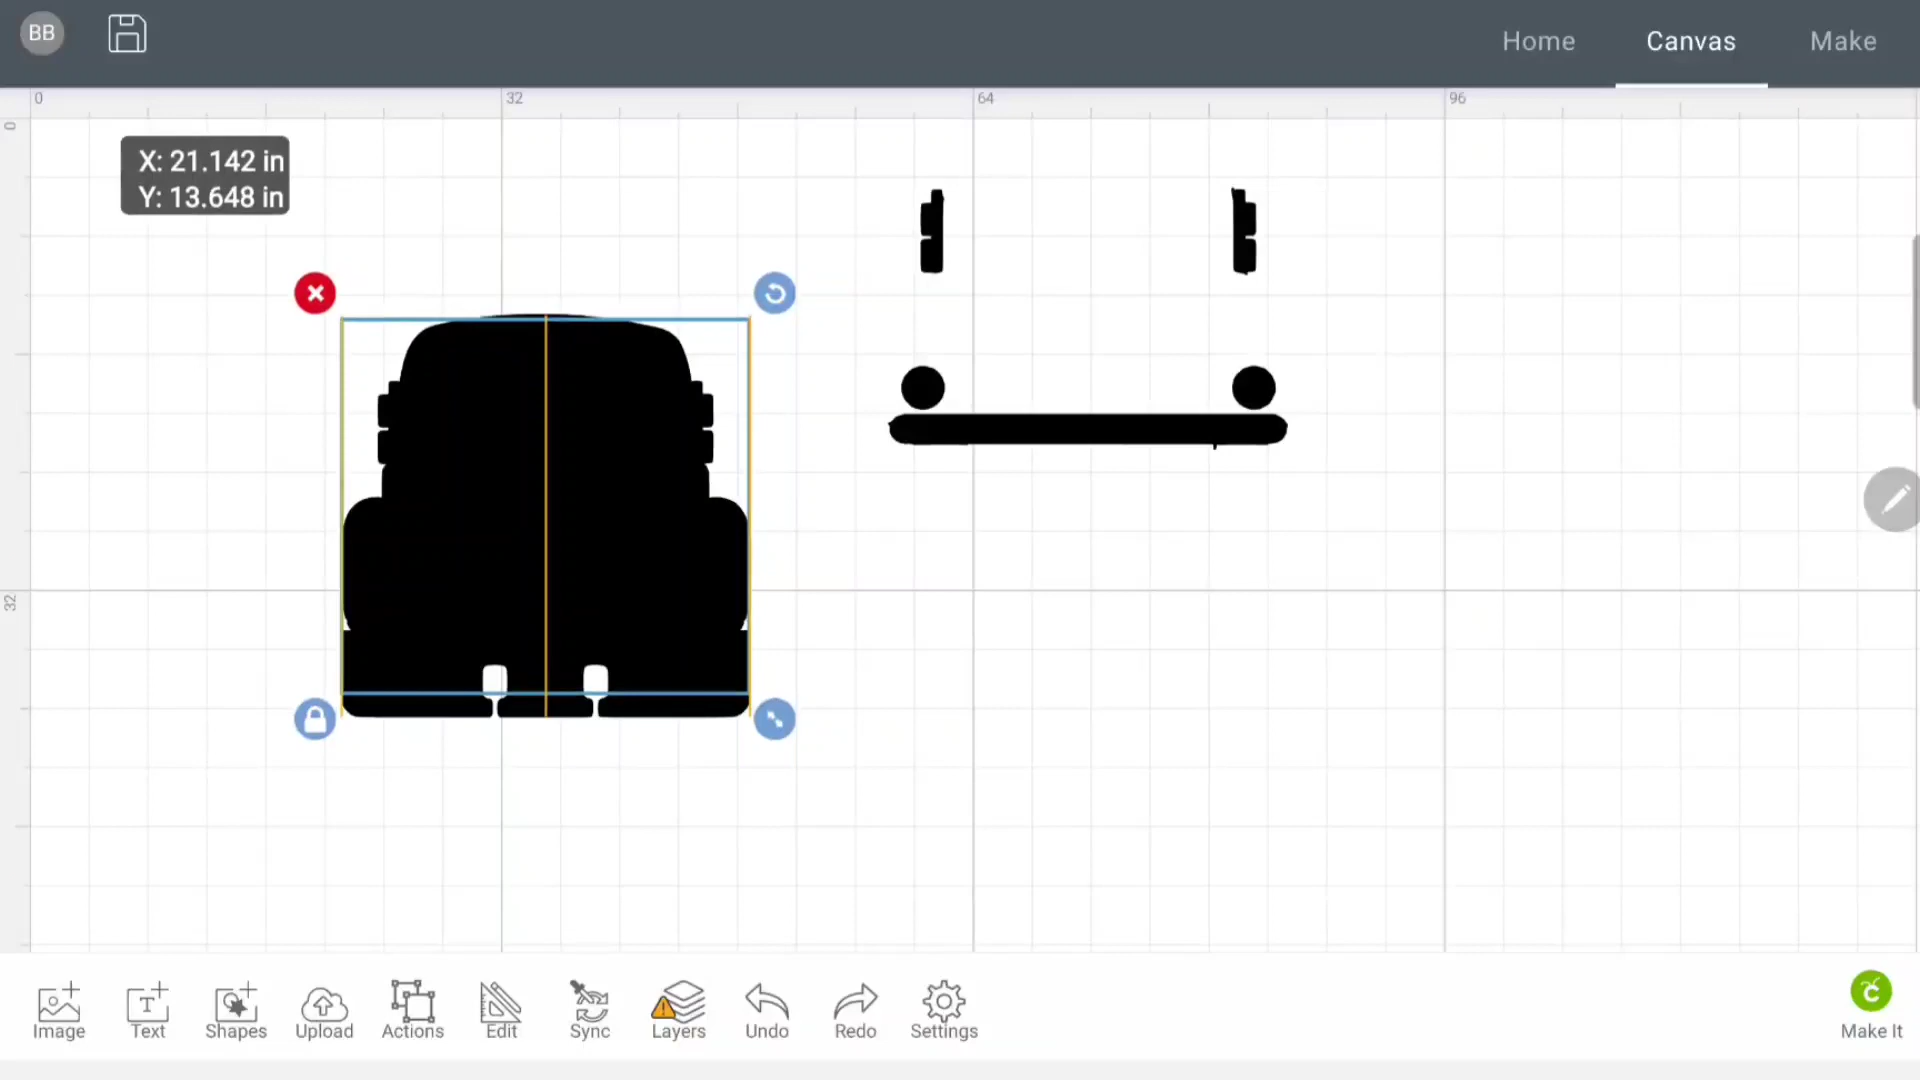 BB
Home Canvas Make
0 32 64 96
0
X: 21.142 in
Y: 13.648 in
32
Image Text Shapes Upload Actions Edit Sync Layers Undo Redo Settings Make It